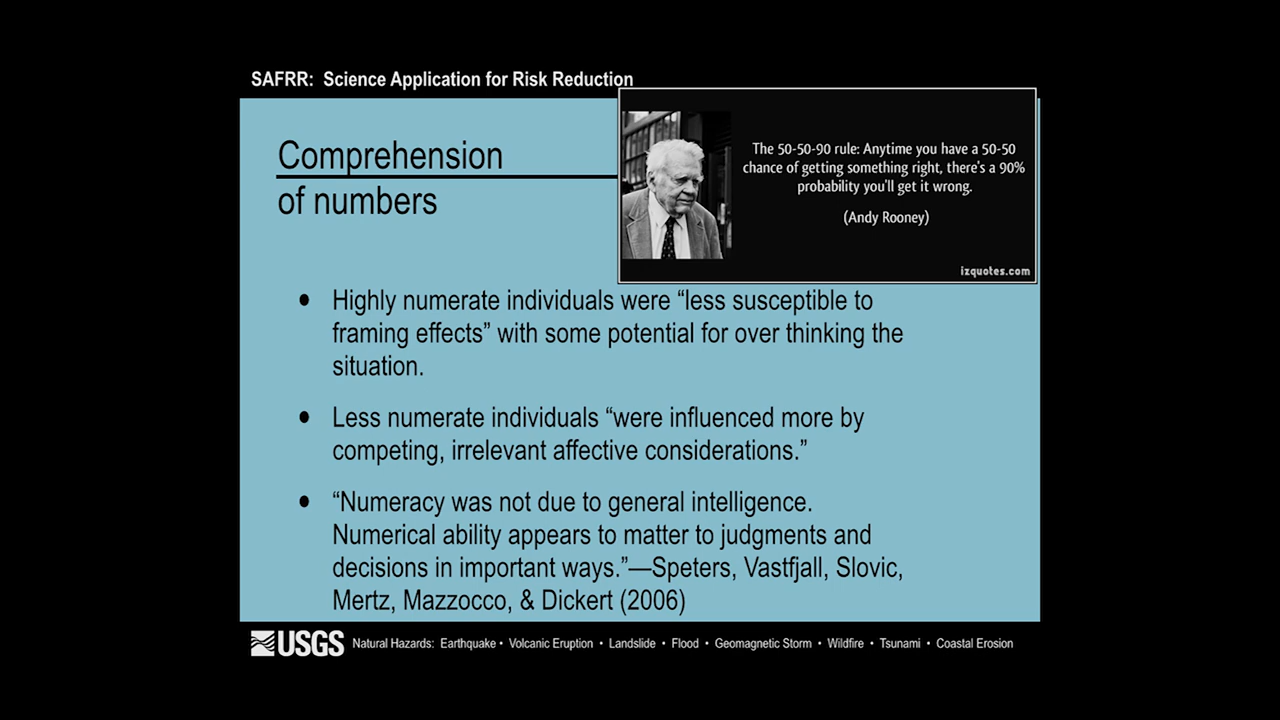 SAFRR: Science Application for Risk Reduction
Comprehension
of numbers
The 50-50-90 rule: Anytime you have a 50-50
chance of getting something right, there's a 90%
probability you'll get it wrong.
(Andy Rooney)
izquotes.com
• Highly numerate individuals were “less susceptible to
framing effects” with some potential for over thinking the
situation.
• Less numerate individuals “were influenced more by
competing, irrelevant affective considerations.”
• “Numeracy was not due to general intelligence.
Numerical ability appears to matter to judgments and
decisions in important ways.”—Speters, Vastfjall, Slovic,
Mertz, Mazzocco, & Dickert (2006)
USGS Natural Hazards: Earthquake • Volcanic Eruption • Landslide • Flood • Geomagnetic Storm • Wildfire • Tsunami • Coastal Erosion